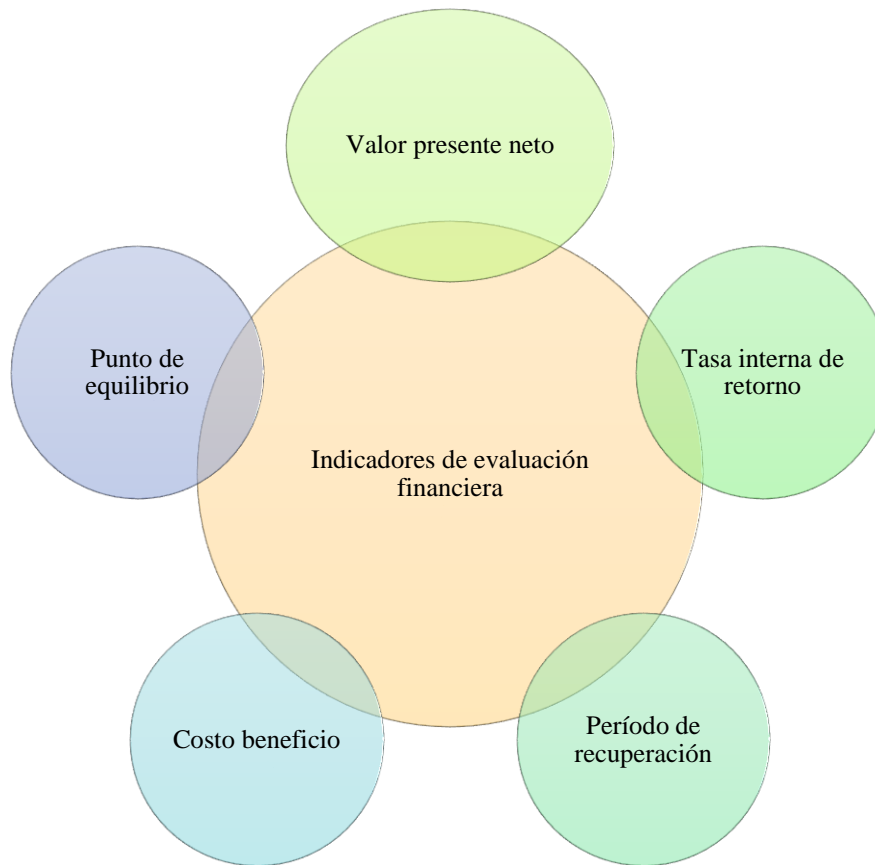 Valor presente neto
Tasa interna de
retorno
Período de
recuperación
Costo beneficio
Punto de
equilibrio
Indicadores de evaluación
financiera